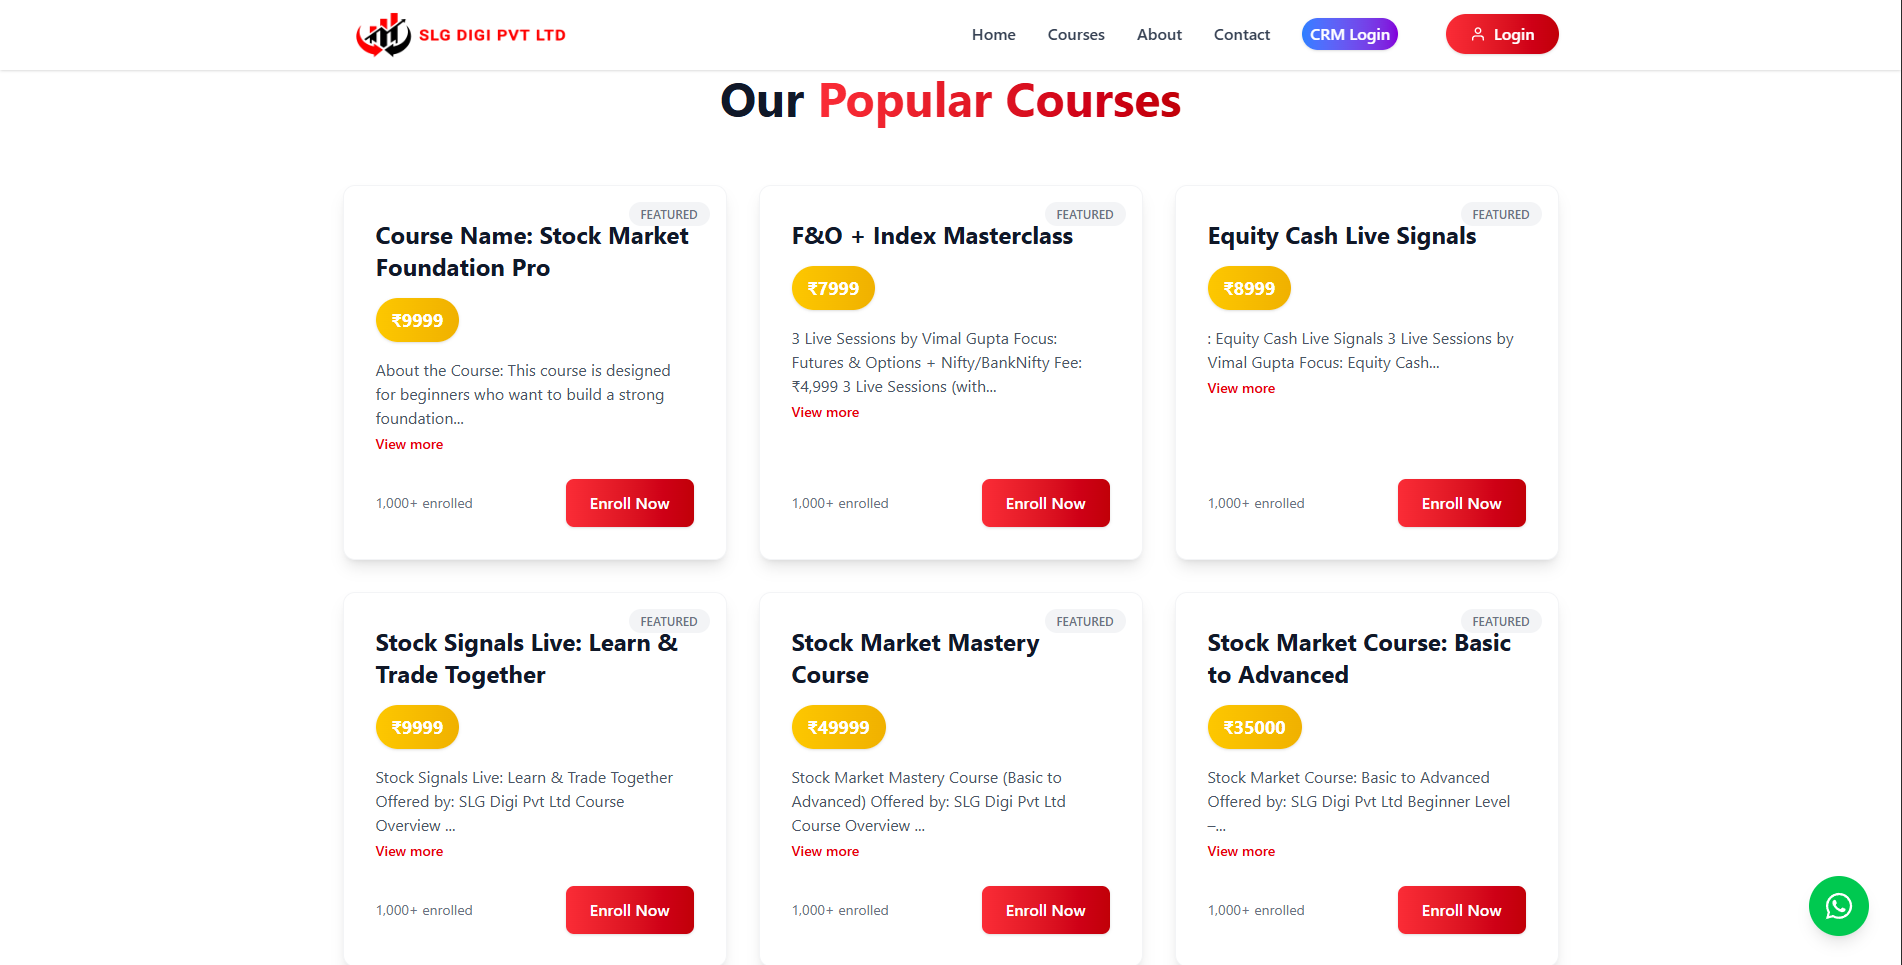 SLG DIGI PVT LTD
Home
Courses
About
Contact
CRM Login
Login
Our Popular Courses
FEATURED
Course Name: Stock Market
Foundation Pro
₹9999
About the Course: This course is designed
for beginners who want to build a strong
foundation...
View more
1,000+ enrolled
Enroll Now
FEATURED
F&O + Index Masterclass
₹7999
3 Live Sessions by Vimal Gupta Focus:
Futures & Options + Nifty/BankNifty Fee:
₹4,999 3 Live Sessions (with...
View more
1,000+ enrolled
Enroll Now
FEATURED
Equity Cash Live Signals
₹8999
: Equity Cash Live Signals 3 Live Sessions by
Vimal Gupta Focus: Equity Cash...
View more
1,000+ enrolled
Enroll Now
FEATURED
Stock Signals Live: Learn &
Trade Together
₹9999
Stock Signals Live: Learn & Trade Together
Offered by: SLG Digi Pvt Ltd Course
Overview ...
View more
1,000+ enrolled
Enroll Now
FEATURED
Stock Market Mastery
Course
₹49999
Stock Market Mastery Course (Basic to
Advanced) Offered by: SLG Digi Pvt Ltd
Course Overview ...
View more
1,000+ enrolled
Enroll Now
FEATURED
Stock Market Course: Basic
to Advanced
₹35000
Stock Market Course: Basic to Advanced
Offered by: SLG Digi Pvt Ltd Beginner Level
–...
View more
1,000+ enrolled
Enroll Now